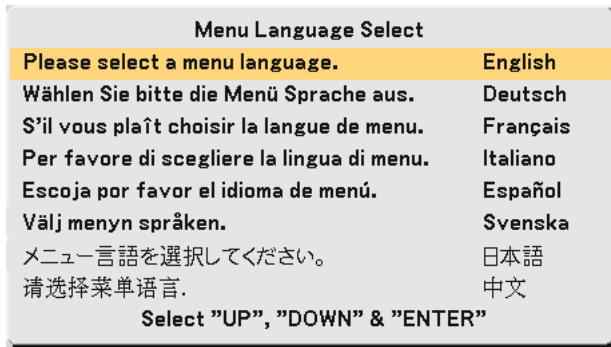 Menu Language Select
Please select a menu language. English
Wählen Sie bitte die Menü Sprache aus. Deutsch
S'il vous plaît choisir la langue de menu. Français
Per favore di scegliere la lingua di menu. Italiano
Escoja por favor el idioma de menú. Español
Välj menyn språken. Svenska
メニュー言語を選択してください。 日本語
请选择菜单语言. 中文
Select "UP", "DOWN" & "ENTER"